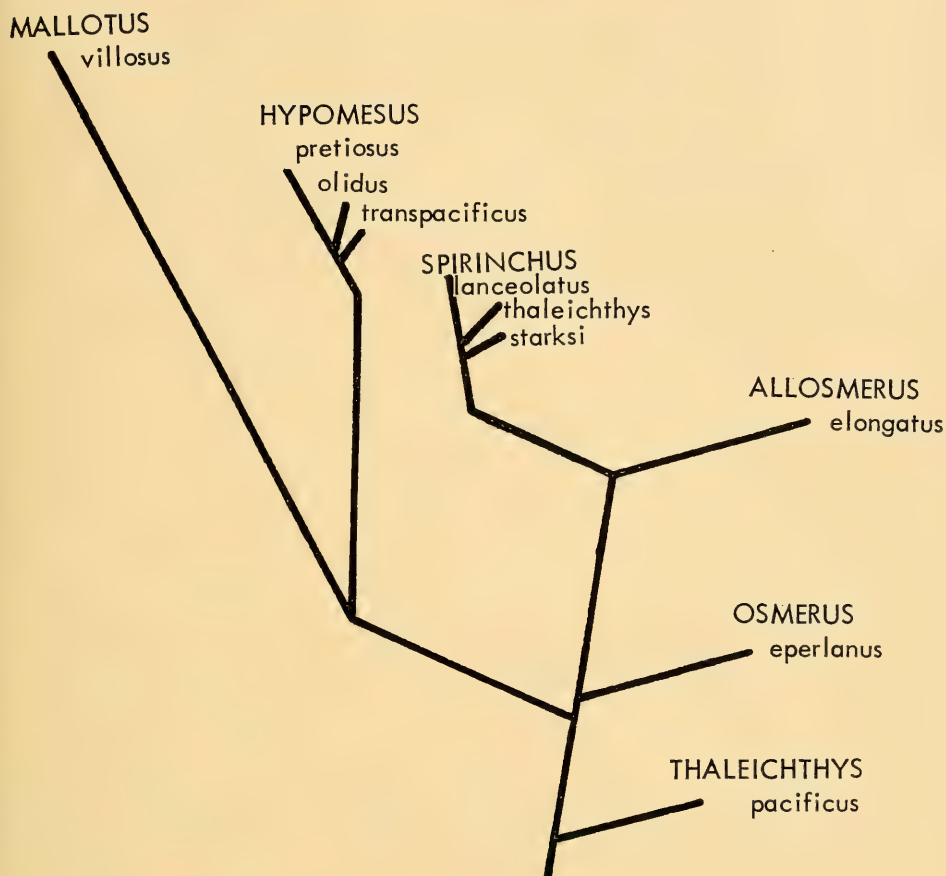 MALLOTUS
villosus
HYPOMESUS
pretiosus
olidus
transpacificus
SPIRINCHUS
lanceolatus
thaleichthys
starksi
ALLOSMERUS
elongatus
OSMERUS
eperlanus
THALEICHTHYS
pacificus